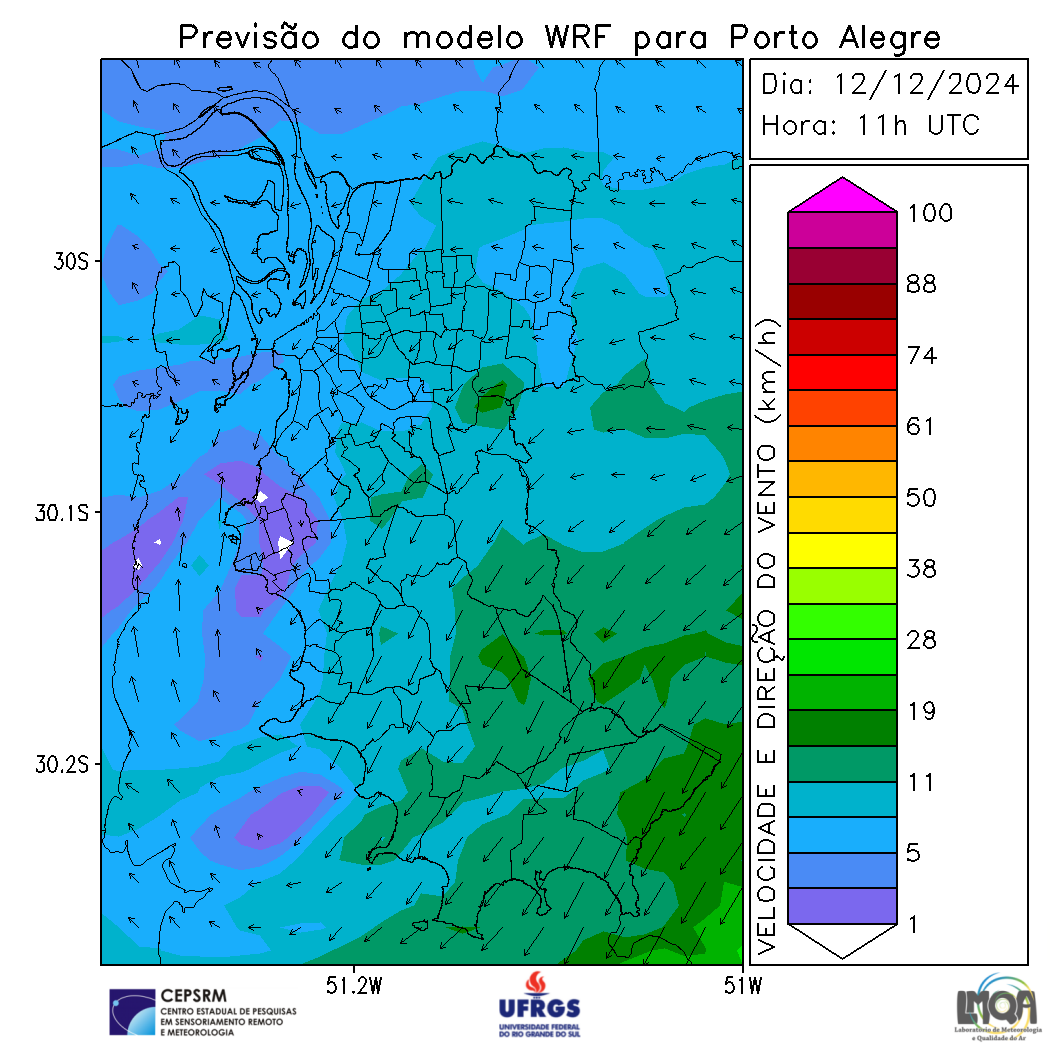 Previsão do modelo WRF para Porto Alegre
Dia: 12/12/2024
Hora: 11h UTC
30S
30.1S
30.2S
51.2W
51W
VELOCIDADE E DIREÇÃO DO VENTO (km/h)
100
88
74
61
50
38
28
19
11
5
1
CEPSRM
CENTRO ESTADUAL DE PESQUISAS
EM SENSORIAMENTO REMOTO
E METEOROLOGIA
UFRGS
UNIVERSIDADE FEDERAL
DO RIO GRANDE DO SUL
LMQA
Laboratório de Meteorologia
e Qualidade do Ar